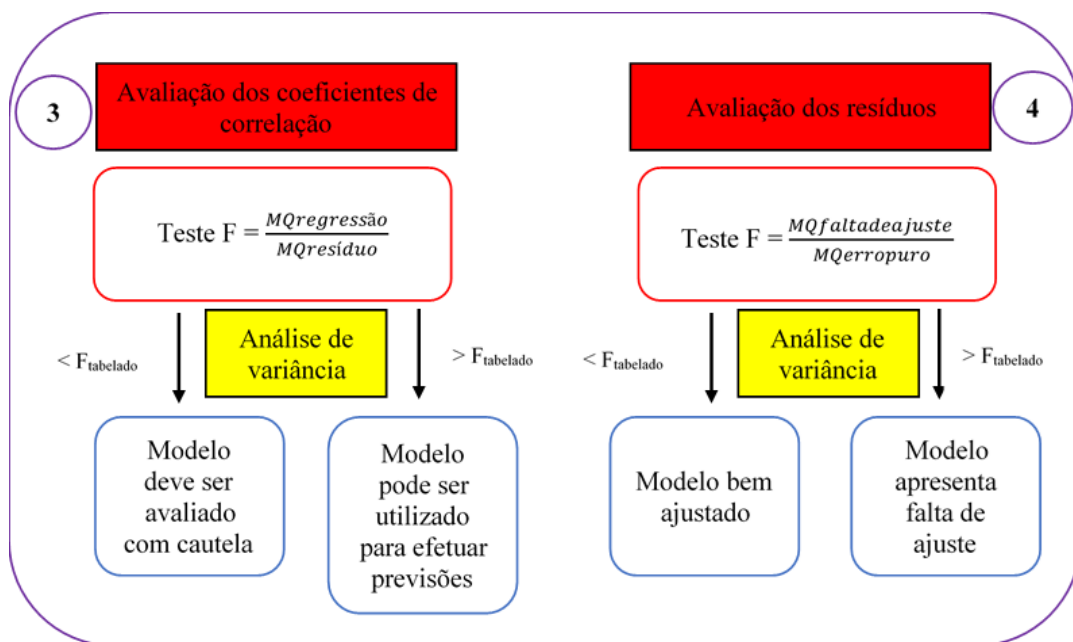 3
Avaliação dos coeficientes de
correlação
Teste F = MQregressão
MQresíduo
< Ftabelado
Análise de
variância
> Ftabelado
Modelo
deve ser
avaliado
com cautela
Modelo
pode ser
utilizado
para efetuar
previsões
Avaliação dos resíduos
4
Teste F = MQfaltadeajuste
MQerropuro
< Ftabelado
Análise de
variância
> Ftabelado
Modelo bem
ajustado
Modelo
apresenta
falta de
ajuste